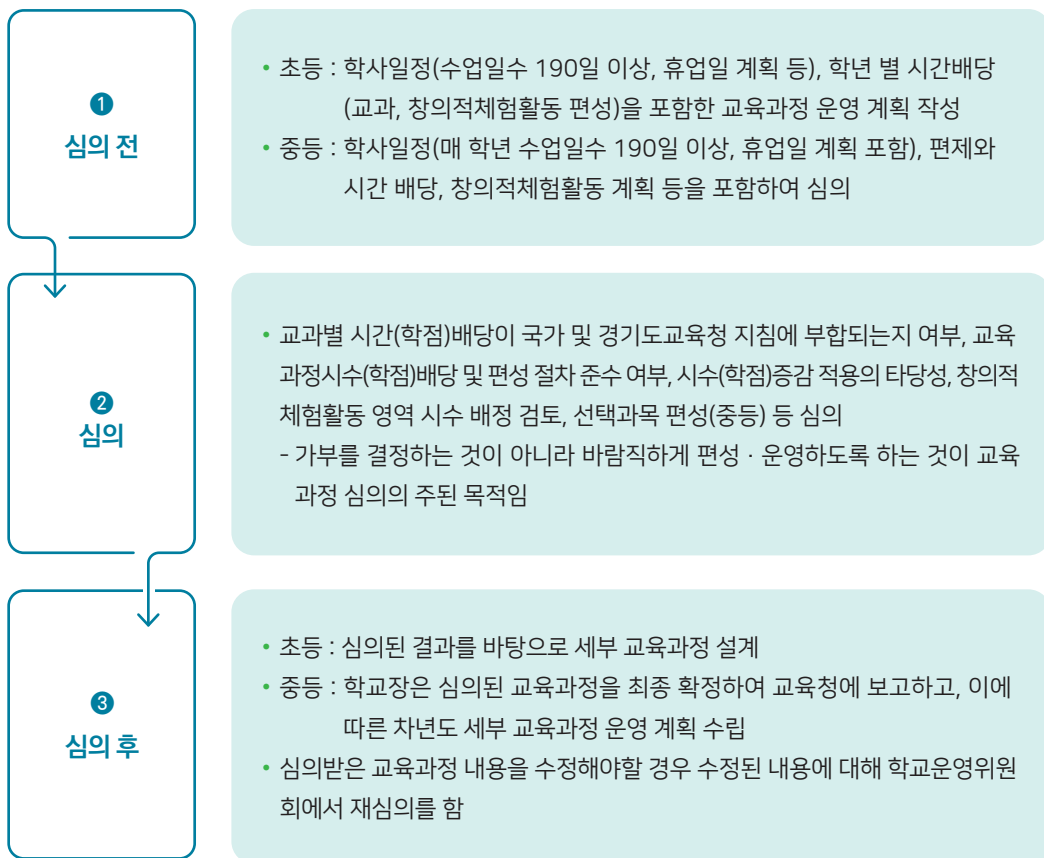 ❶
심의 전
• 초등 : 학사일정(수업일수 190일 이상, 휴업일 계획 등), 학년 별 시간배당
(교과, 창의적체험활동 편성)을 포함한 교육과정 운영 계획 작성
• 중등 : 학사일정(매 학년 수업일수 190일 이상, 휴업일 계획 포함), 편제와
시간 배당, 창의적체험활동 계획 등을 포함하여 심의
❷
심의
• 교과별 시간(학점)배당이 국가 및 경기도교육청 지침에 부합되는지 여부, 교육
과정시수(학점)배당 및 편성 절차 준수 여부, 시수(학점)증감 적용의 타당성, 창의적
체험활동 영역 시수 배정 검토, 선택과목 편성(중등) 등 심의
- 가부를 결정하는 것이 아니라 바람직하게 편성 · 운영하도록 하는 것이 교육
과정 심의의 주된 목적임
❸
심의 후
• 초등 : 심의된 결과를 바탕으로 세부 교육과정 설계
• 중등 : 학교장은 심의된 교육과정을 최종 확정하여 교육청에 보고하고, 이에
따른 차년도 세부 교육과정 운영 계획 수립
• 심의받은 교육과정 내용을 수정해야할 경우 수정된 내용에 대해 학교운영위원
회에서 재심의를 함